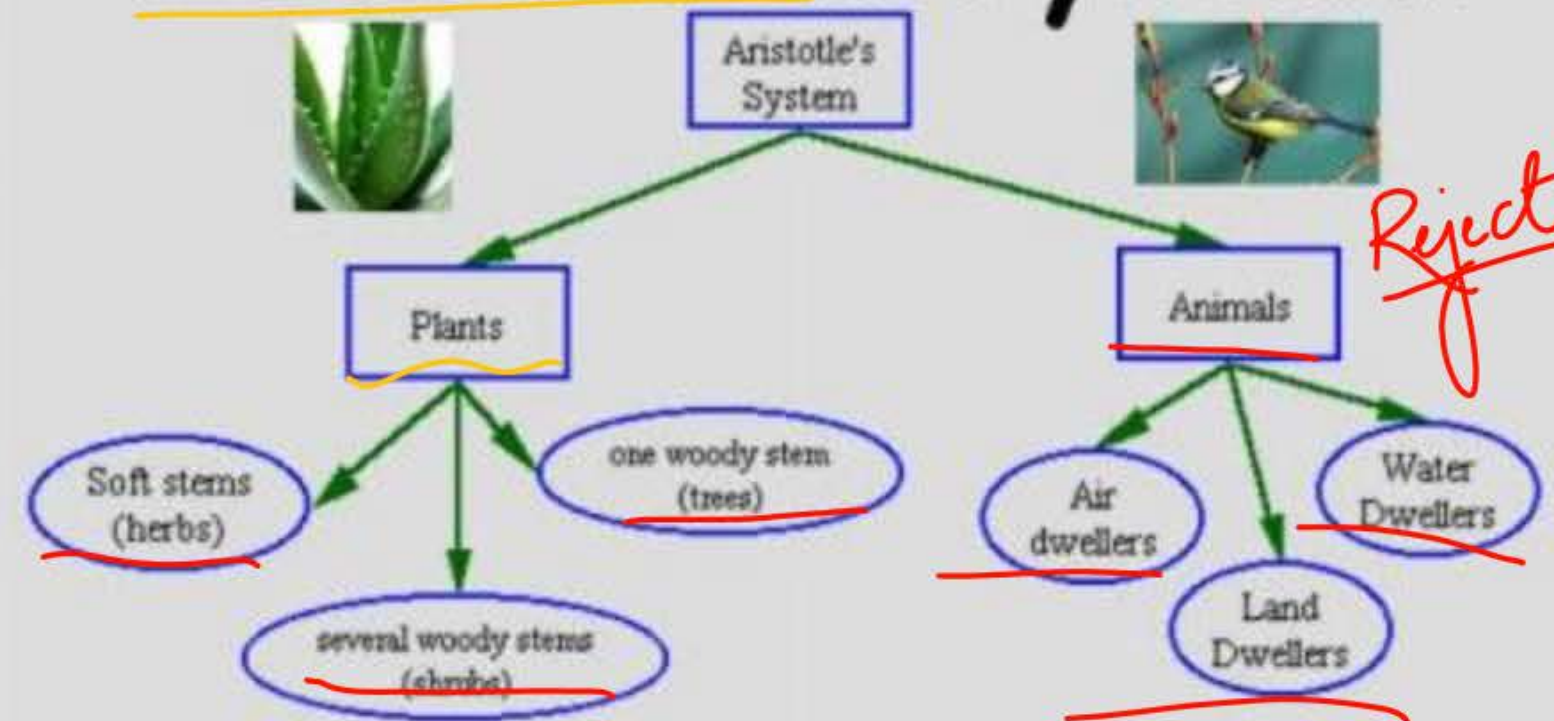 Aristotle's
System
Reject
Plants
Animals
Soft stems
(herbs)
one woody stem
(trees)
several woody stems
(shrubs)
Air
dwellers
Land
Dwellers
Water
Dwellers